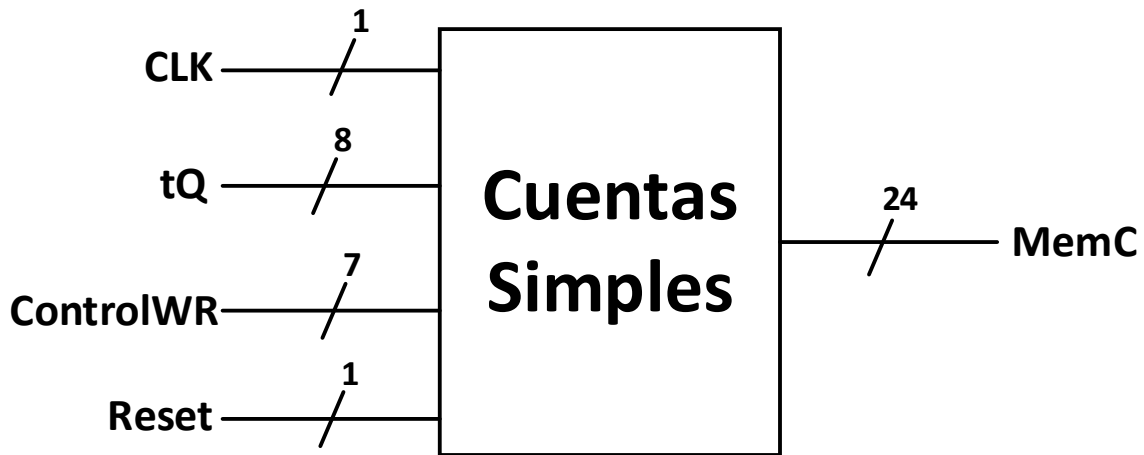 1
CLK
8
tQ
Cuentas
24
MemC
7
Simples
ControlWR
1
Reset